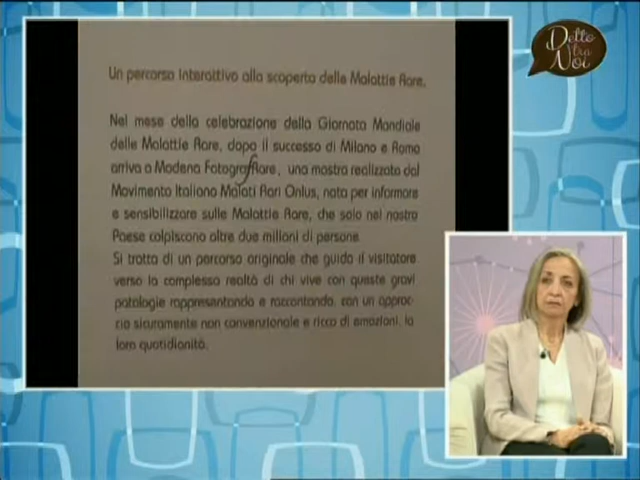 Detto
tra
Noi
Un percorso interattivo alla scoperta delle Malattie Rare.
Nel mese della celebrazione della Giornata Mondiale
delle Malattie Rare, dopo il successo di Milano e Roma
arriva a Modena FotografRare, una mostra realizzata dal
Movimento Italiano Malati Rari Onlus, nata per informare
e sensibilizzare sulle Malattie Rare, che solo nel nostro
Paese colpiscono oltre due milioni di persone.
Si tratta di un percorso originale che guida il visitatore
verso la complessa realtà di chi vive con queste gravi
patologie rappresentando e raccontando, con un approc-
cio sicuramente non convenzionale e ricco di emozioni, la
loro quotidianità.